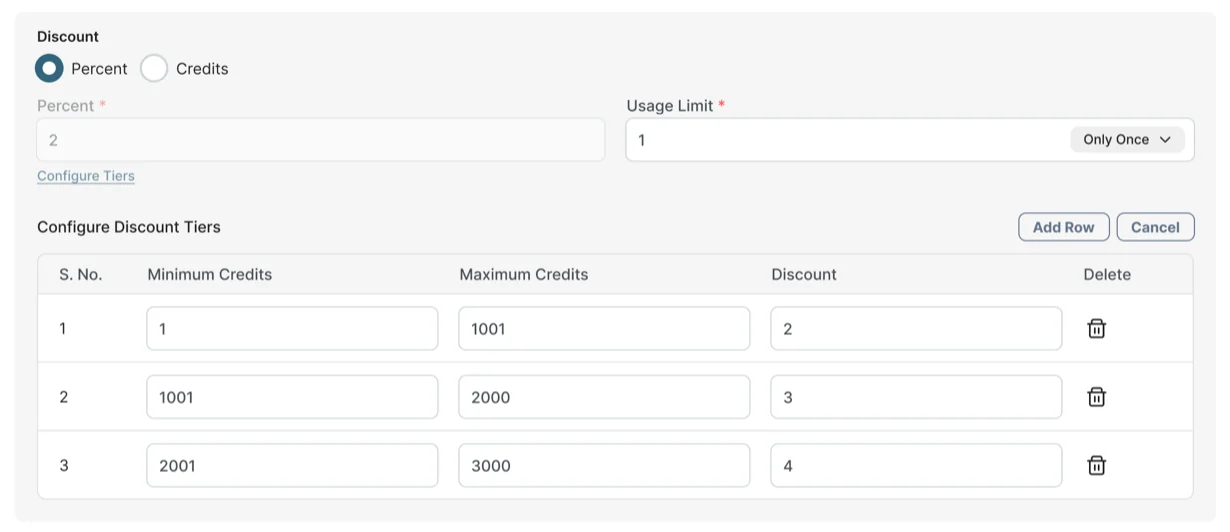 Discount
Percent Credits
Percent * Usage Limit *
2 1 Only Once
Configure Tiers
Configure Discount Tiers Add Row Cancel
S. No. Minimum Credits Maximum Credits Discount Delete
1 1 1001 2
2 1001 2000 3
3 2001 3000 4